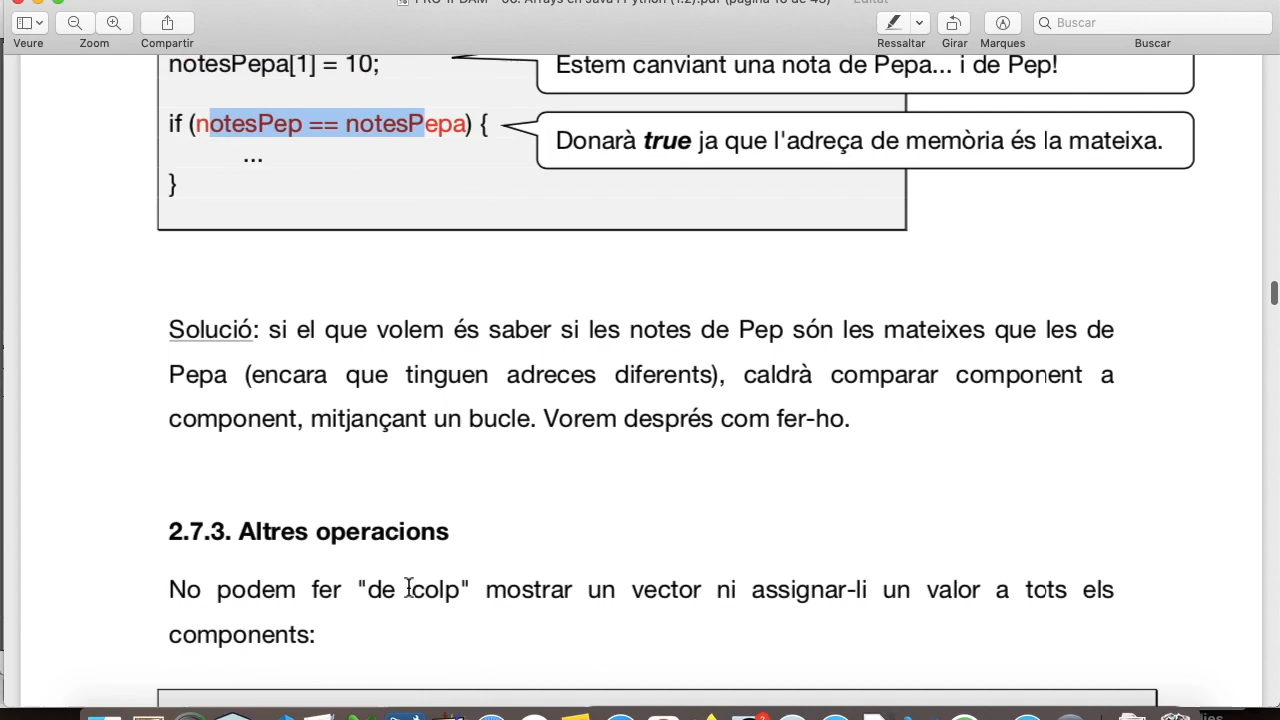 Veure
Zoom
Compartir
Ressaltar
Girar
Marques
Buscar
Buscar
notesPepa[1] = 10;
Estem canviant una nota de Pepa... i de Pep!
if (notesPep == notesPepa) {
Donarà true ja que l'adreça de memòria és la mateixa.
...
}
Solució: si el que volem és saber si les notes de Pep són les mateixes que les de
Pepa (encara que tinguen adreces diferents), caldrà comparar component a
component, mitjançant un bucle. Vorem després com fer-ho.
2.7.3. Altres operacions
No podem fer "de colp" mostrar un vector ni assignar-li un valor a tots els
components: